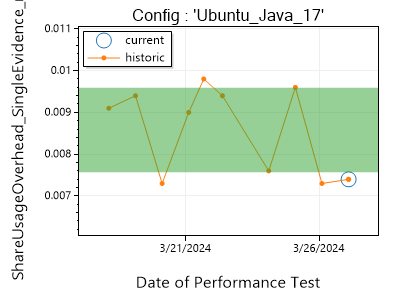 Config : 'Ubuntu_Java_17'
0.011
0.01
0.009
0.008
0.007
current
historic
3/21/2024
3/26/2024
Date of Performance Test
ShareUsageOverhead_SingleEvidence_